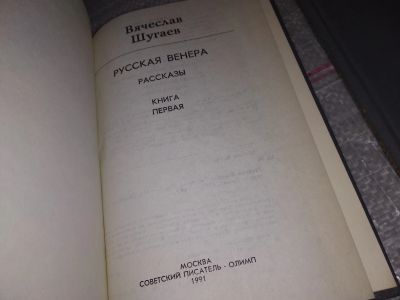 Вячеслав
Шугаев
РУССКАЯ ВЕНЕРА
РАССКАЗЫ
КНИГА
ПЕРВАЯ
МОСКВА
СОВЕТСКИЙ ПИСАТЕЛЬ - ОЛИМП
1991